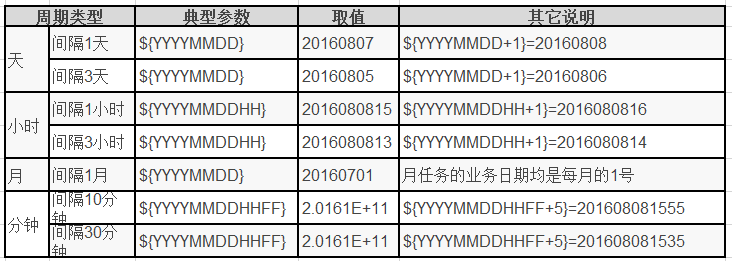 周期类型 典型参数 取值 其它说明
天 间隔1天 ${YYYYMMDD} 20160807 ${YYYYMMDD+1}=20160808
间隔3天 ${YYYYMMDD} 20160805 ${YYYYMMDD+1}=20160806
小时 间隔1小时 ${YYYYMMDDHH} 2016080815 ${YYYYMMDDHH+1}=2016080816
间隔3小时 ${YYYYMMDDHH} 2016080813 ${YYYYMMDDHH+1}=2016080814
月 间隔1月 ${YYYYMMDD} 20160701 月任务的业务日期均是每月的1号
分钟 间隔10分钟 ${YYYYMMDDHHFF} 2.0161E+11 ${YYYYMMDDHHFF+5}=201608081555
间隔30分钟 ${YYYYMMDDHHFF} 2.0161E+11 ${YYYYMMDDHHFF+5}=201608081535